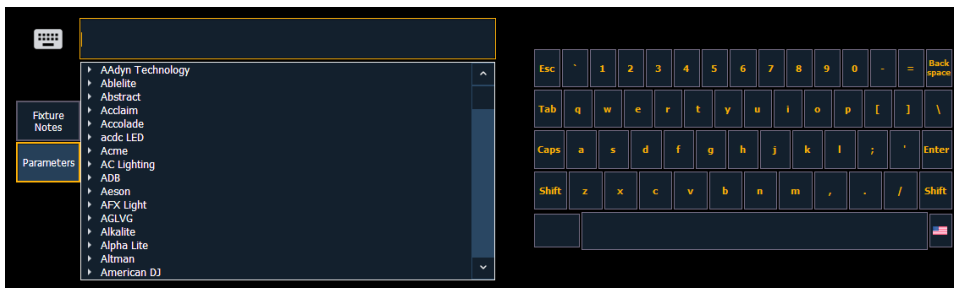 AAdyn Technology
Ablelite
Abstract
Acclaim
Accolade
acdc LED
Acme
AC Lighting
ADB
Aeson
AFX Light
AGLVG
Alkalite
Alpha Lite
Altman
American DJ
Fixture
Notes
Parameters
Esc ` 1 2 3 4 5 6 7 8 9 0 - = Back space
Tab q w e r t y u i o p [ ] \
Caps a s d f g h j k l ; ' Enter
Shift z x c v b n m , . / Shift